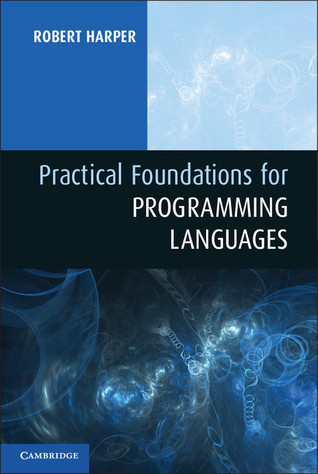 ROBERT HARPER
Practical Foundations for
PROGRAMMING
LANGUAGES
CAMBRIDGE